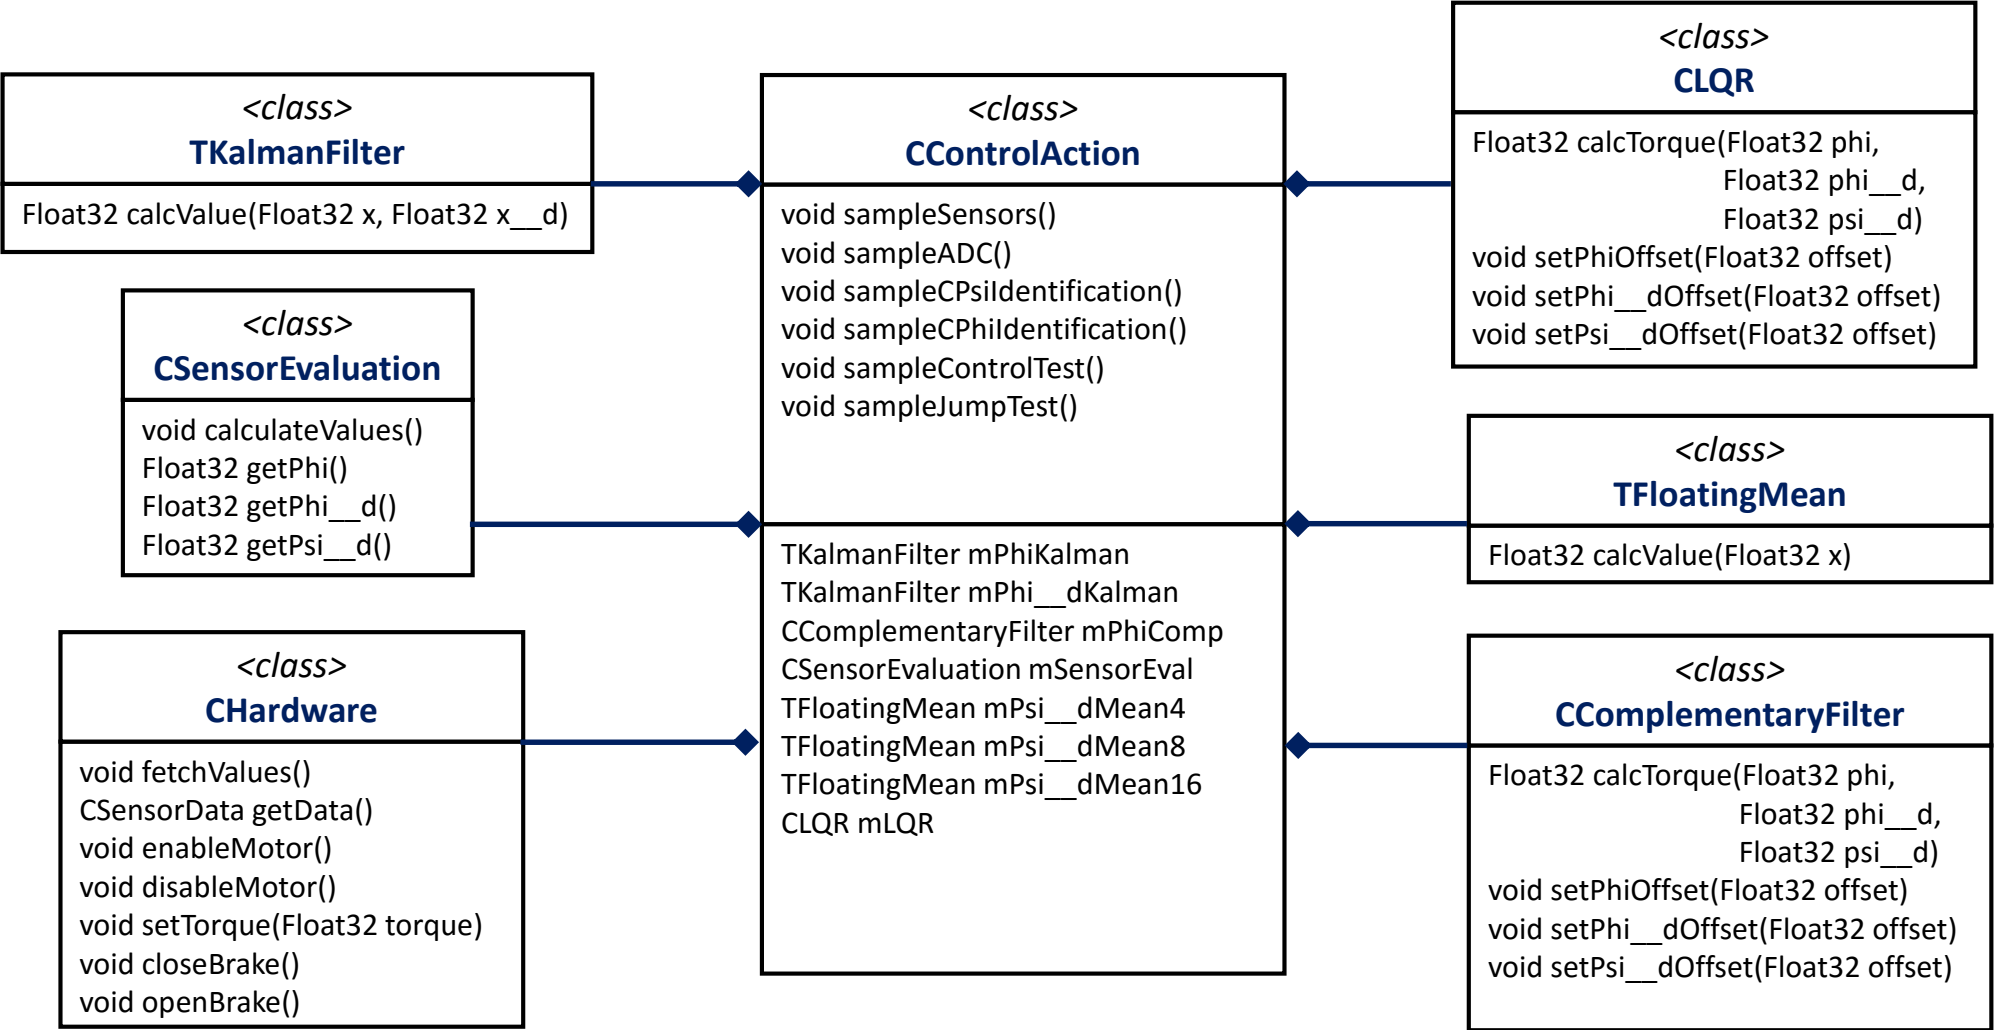 <class>
TKalmanFilter
Float32 calcValue(Float32 x, Float32 x__d)
<class>
CSensorEvaluation
void calculateValues()
Float32 getPhi()
Float32 getPhi__d()
Float32 getPsi__d()
<class>
CHardware
void fetchValues()
CSensorData getData()
void enableMotor()
void disableMotor()
void setTorque(Float32 torque)
void closeBrake()
void openBrake()
<class>
CControlAction
void sampleSensors()
void sampleADC()
void sampleCPsiIdentification()
void sampleCPhiIdentification()
void sampleControlTest()
void sampleJumpTest()
TKalmanFilter mPhiKalman
TKalmanFilter mPhi__dKalman
CComplementaryFilter mPhiComp
CSensorEvaluation mSensorEval
TFloatingMean mPsi__dMean4
TFloatingMean mPsi__dMean8
TFloatingMean mPsi__dMean16
CLQR mLQR
<class>
CLQR
Float32 calcTorque(Float32 phi,
Float32 phi__d,
Float32 psi__d)
void setPhiOffset(Float32 offset)
void setPhi__dOffset(Float32 offset)
void setPsi__dOffset(Float32 offset)
<class>
TFloatingMean
Float32 calcValue(Float32 x)
<class>
CComplementaryFilter
Float32 calcTorque(Float32 phi,
Float32 phi__d,
Float32 psi__d)
void setPhiOffset(Float32 offset)
void setPhi__dOffset(Float32 offset)
void setPsi__dOffset(Float32 offset)